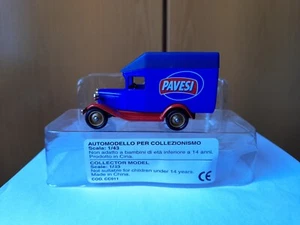 PAVESI
AUTOMODELLO PER COLLEZIONISMO
Scala: 1/43
Non adatto a bambini di età inferiore a 14 anni.
Prodotto in Cina.
COLLECTOR MODEL
Scale: 1/43
Not suitable for children under 14 years.
Made in China.
COD.
CE